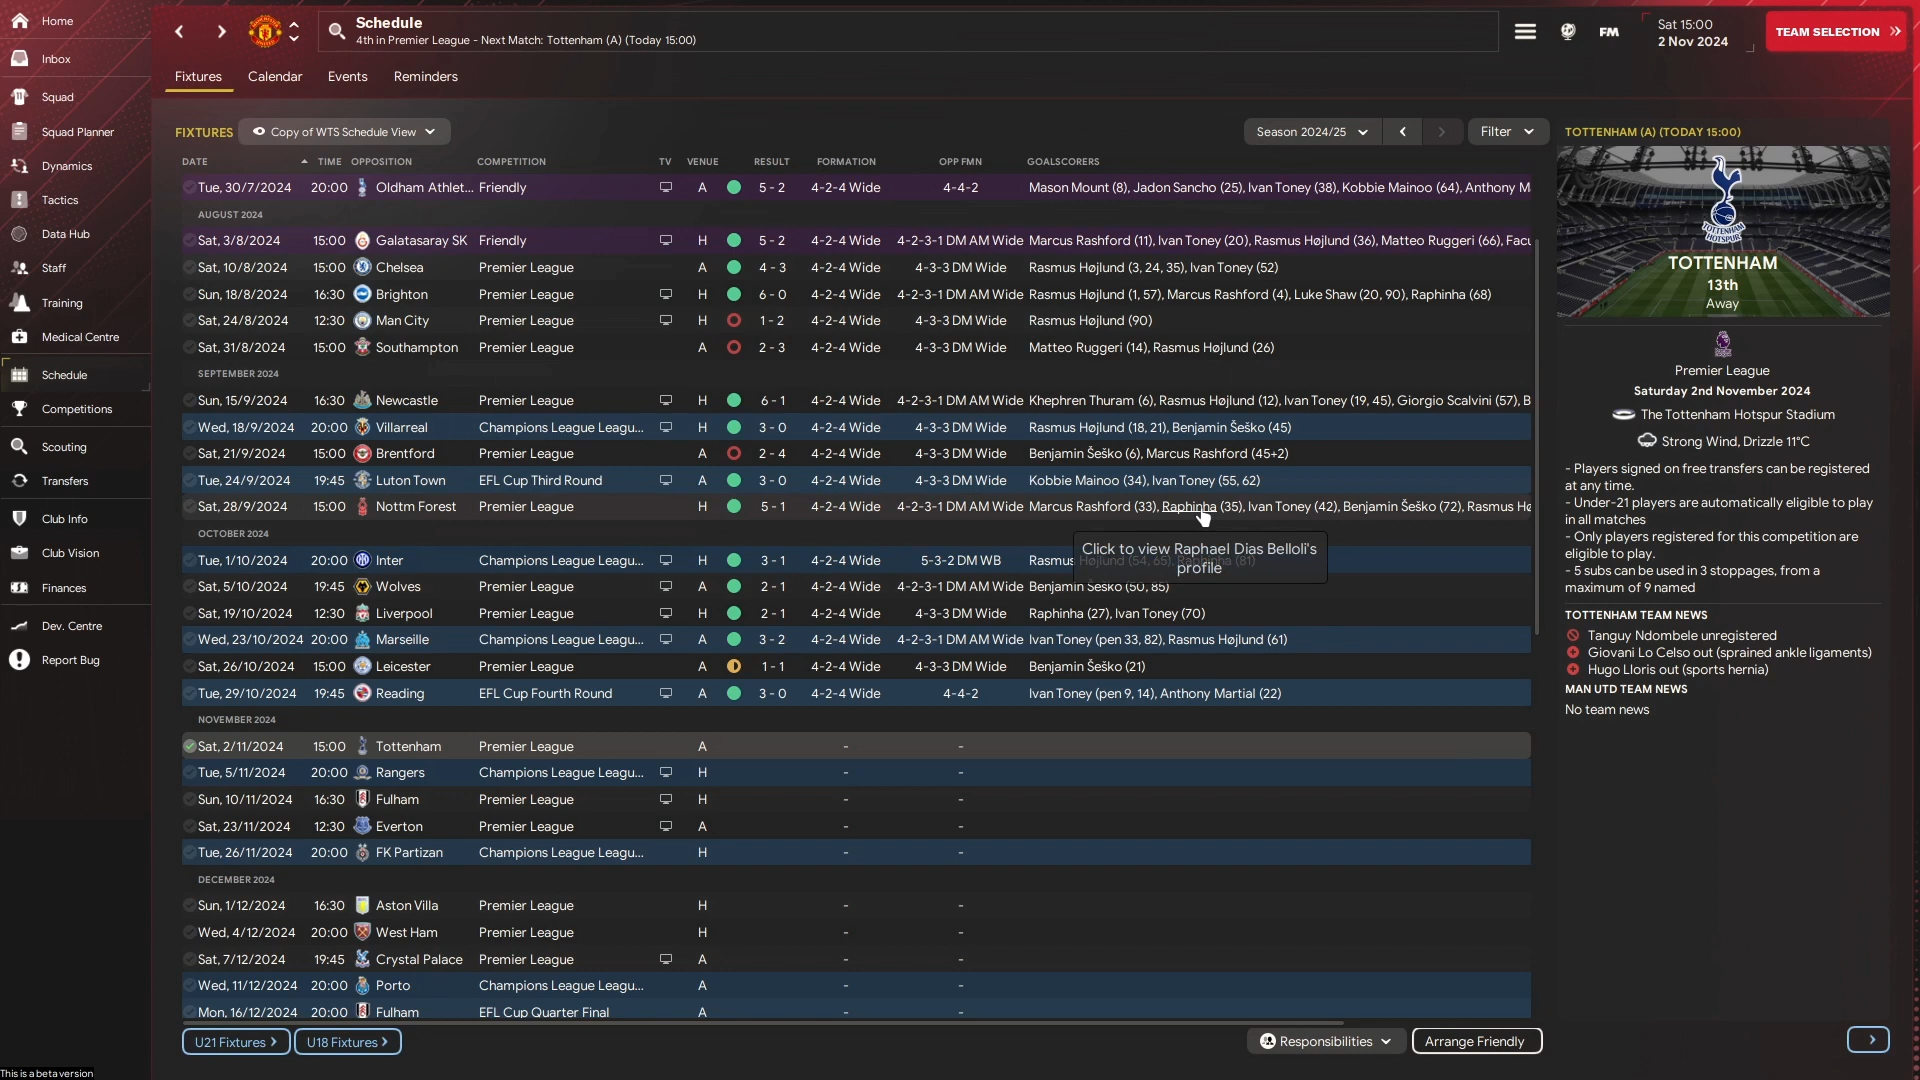 Home
Inbox
Squad
Squad Planner
Dynamics
Tactics
Data Hub
Staff
Training
Medical Centre
Schedule
Competitions
Scouting
Transfers
Club Info
Club Vision
Finances
Dev. Centre
Report Bug
This is a beta version
Schedule
4th in Premier League - Next Match: Tottenham (A) (Today 15:00)
FM
Sat 15:00
2 Nov 2024
TEAM SELECTION
Fixtures Calendar Events Reminders
FIXTURES Copy of WTS Schedule View Season 2024/25 Filter
DATE TIME OPPOSITION COMPETITION TV VENUE RESULT FORMATION OPP FMN GOALSCORERS
Tue, 30/7/2024 20:00 Oldham Athlet... Friendly A 5 - 2 4-2-4 Wide 4-4-2 Mason Mount (8), Jadon Sancho (25), Ivan Toney (38), Kobbie Mainoo (64), Anthony M
AUGUST 2024
Sat, 3/8/2024 15:00 Galatasaray SK Friendly H 5 - 2 4-2-4 Wide 4-2-3-1 DM AM Wide Marcus Rashford (11), Ivan Toney (20), Rasmus Højlund (36), Matteo Ruggeri (66), Facu
Sat, 10/8/2024 15:00 Chelsea Premier League A 4 - 3 4-2-4 Wide 4-3-3 DM Wide Rasmus Højlund (3, 24, 35), Ivan Toney (52)
Sun, 18/8/2024 16:30 Brighton Premier League H 6 - 0 4-2-4 Wide 4-2-3-1 DM AM Wide Rasmus Højlund (1, 57), Marcus Rashford (4), Luke Shaw (20, 90), Raphinha (68)
Sat, 24/8/2024 12:30 Man City Premier League H 1 - 2 4-2-4 Wide 4-3-3 DM Wide Rasmus Højlund (90)
Sat, 31/8/2024 15:00 Southampton Premier League A 2 - 3 4-2-4 Wide 4-3-3 DM Wide Matteo Ruggeri (14), Rasmus Højlund (26)
SEPTEMBER 2024
Sun, 15/9/2024 16:30 Newcastle Premier League H 6 - 1 4-2-4 Wide 4-2-3-1 DM AM Wide Khephren Thuram (6), Rasmus Højlund (12), Ivan Toney (19, 45), Giorgio Scalvini (57), B
Wed, 18/9/2024 20:00 Villarreal Champions League Leagu... H 3 - 0 4-2-4 Wide 4-3-3 DM Wide Rasmus Højlund (18, 21), Benjamin Šeško (45)
Sat, 21/9/2024 15:00 Brentford Premier League A 2 - 4 4-2-4 Wide 4-3-3 DM Wide Benjamin Šeško (6), Marcus Rashford (45+2)
Tue, 24/9/2024 19:45 Luton Town EFL Cup Third Round A 3 - 0 4-2-4 Wide 4-3-3 DM Wide Kobbie Mainoo (34), Ivan Toney (55, 62)
Sat, 28/9/2024 15:00 Nottm Forest Premier League H 5 - 1 4-2-4 Wide 4-2-3-1 DM AM Wide Marcus Rashford (33), Raphinha (35), Ivan Toney (42), Benjamin Šeško (72), Rasmus Hø
OCTOBER 2024
Click to view Raphael Dias Belloli's
profile
Tue, 1/10/2024 20:00 Inter Champions League Leagu... H 3 - 1 4-2-4 Wide 5-3-2 DM WB Rasmus Højlund (54, 65), Raphinha (81)
Sat, 5/10/2024 19:45 Wolves Premier League A 2 - 1 4-2-4 Wide 4-2-3-1 DM AM Wide Benjamin Šeško (50, 85)
Sat, 19/10/2024 12:30 Liverpool Premier League H 2 - 1 4-2-4 Wide 4-3-3 DM Wide Raphinha (27), Ivan Toney (70)
Wed, 23/10/2024 20:00 Marseille Champions League Leagu... A 3 - 2 4-2-4 Wide 4-2-3-1 DM AM Wide Ivan Toney (pen 33, 82), Rasmus Højlund (61)
Sat, 26/10/2024 15:00 Leicester Premier League A 1 - 1 4-2-4 Wide 4-3-3 DM Wide Benjamin Šeško (21)
Tue, 29/10/2024 19:45 Reading EFL Cup Fourth Round A 3 - 0 4-2-4 Wide 4-4-2 Ivan Toney (pen 9, 14), Anthony Martial (22)
NOVEMBER 2024
Sat, 2/11/2024 15:00 Tottenham Premier League A - -
Tue, 5/11/2024 20:00 Rangers Champions League Leagu... H - -
Sun, 10/11/2024 16:30 Fulham Premier League H - -
Sat, 23/11/2024 12:30 Everton Premier League A - -
Tue, 26/11/2024 20:00 FK Partizan Champions League Leagu... H - -
DECEMBER 2024
Sun, 1/12/2024 16:30 Aston Villa Premier League H - -
Wed, 4/12/2024 20:00 West Ham Premier League H - -
Sat, 7/12/2024 19:45 Crystal Palace Premier League A - -
Wed, 11/12/2024 20:00 Porto Champions League Leagu... A - -
Mon, 16/12/2024 20:00 Fulham EFL Cup Quarter Final A - -
U21 Fixtures U18 Fixtures Responsibilities Arrange Friendly
TOTTENHAM (A) (TODAY 15:00)
TOTTENHAM
HOTSPUR
TOTTENHAM
13th
Away
Premier League
Saturday 2nd November 2024
The Tottenham Hotspur Stadium
Strong Wind, Drizzle 11°C
- Players signed on free transfers can be registered
at any time.
- Under-21 players are automatically eligible to play
in all matches
- Only players registered for this competition are
eligible to play.
- 5 subs can be used in 3 stoppages, from a
maximum of 9 named
TOTTENHAM TEAM NEWS
Tanguy Ndombele unregistered
Giovani Lo Celso out (sprained ankle ligaments)
Hugo Lloris out (sports hernia)
MAN UTD TEAM NEWS
No team news